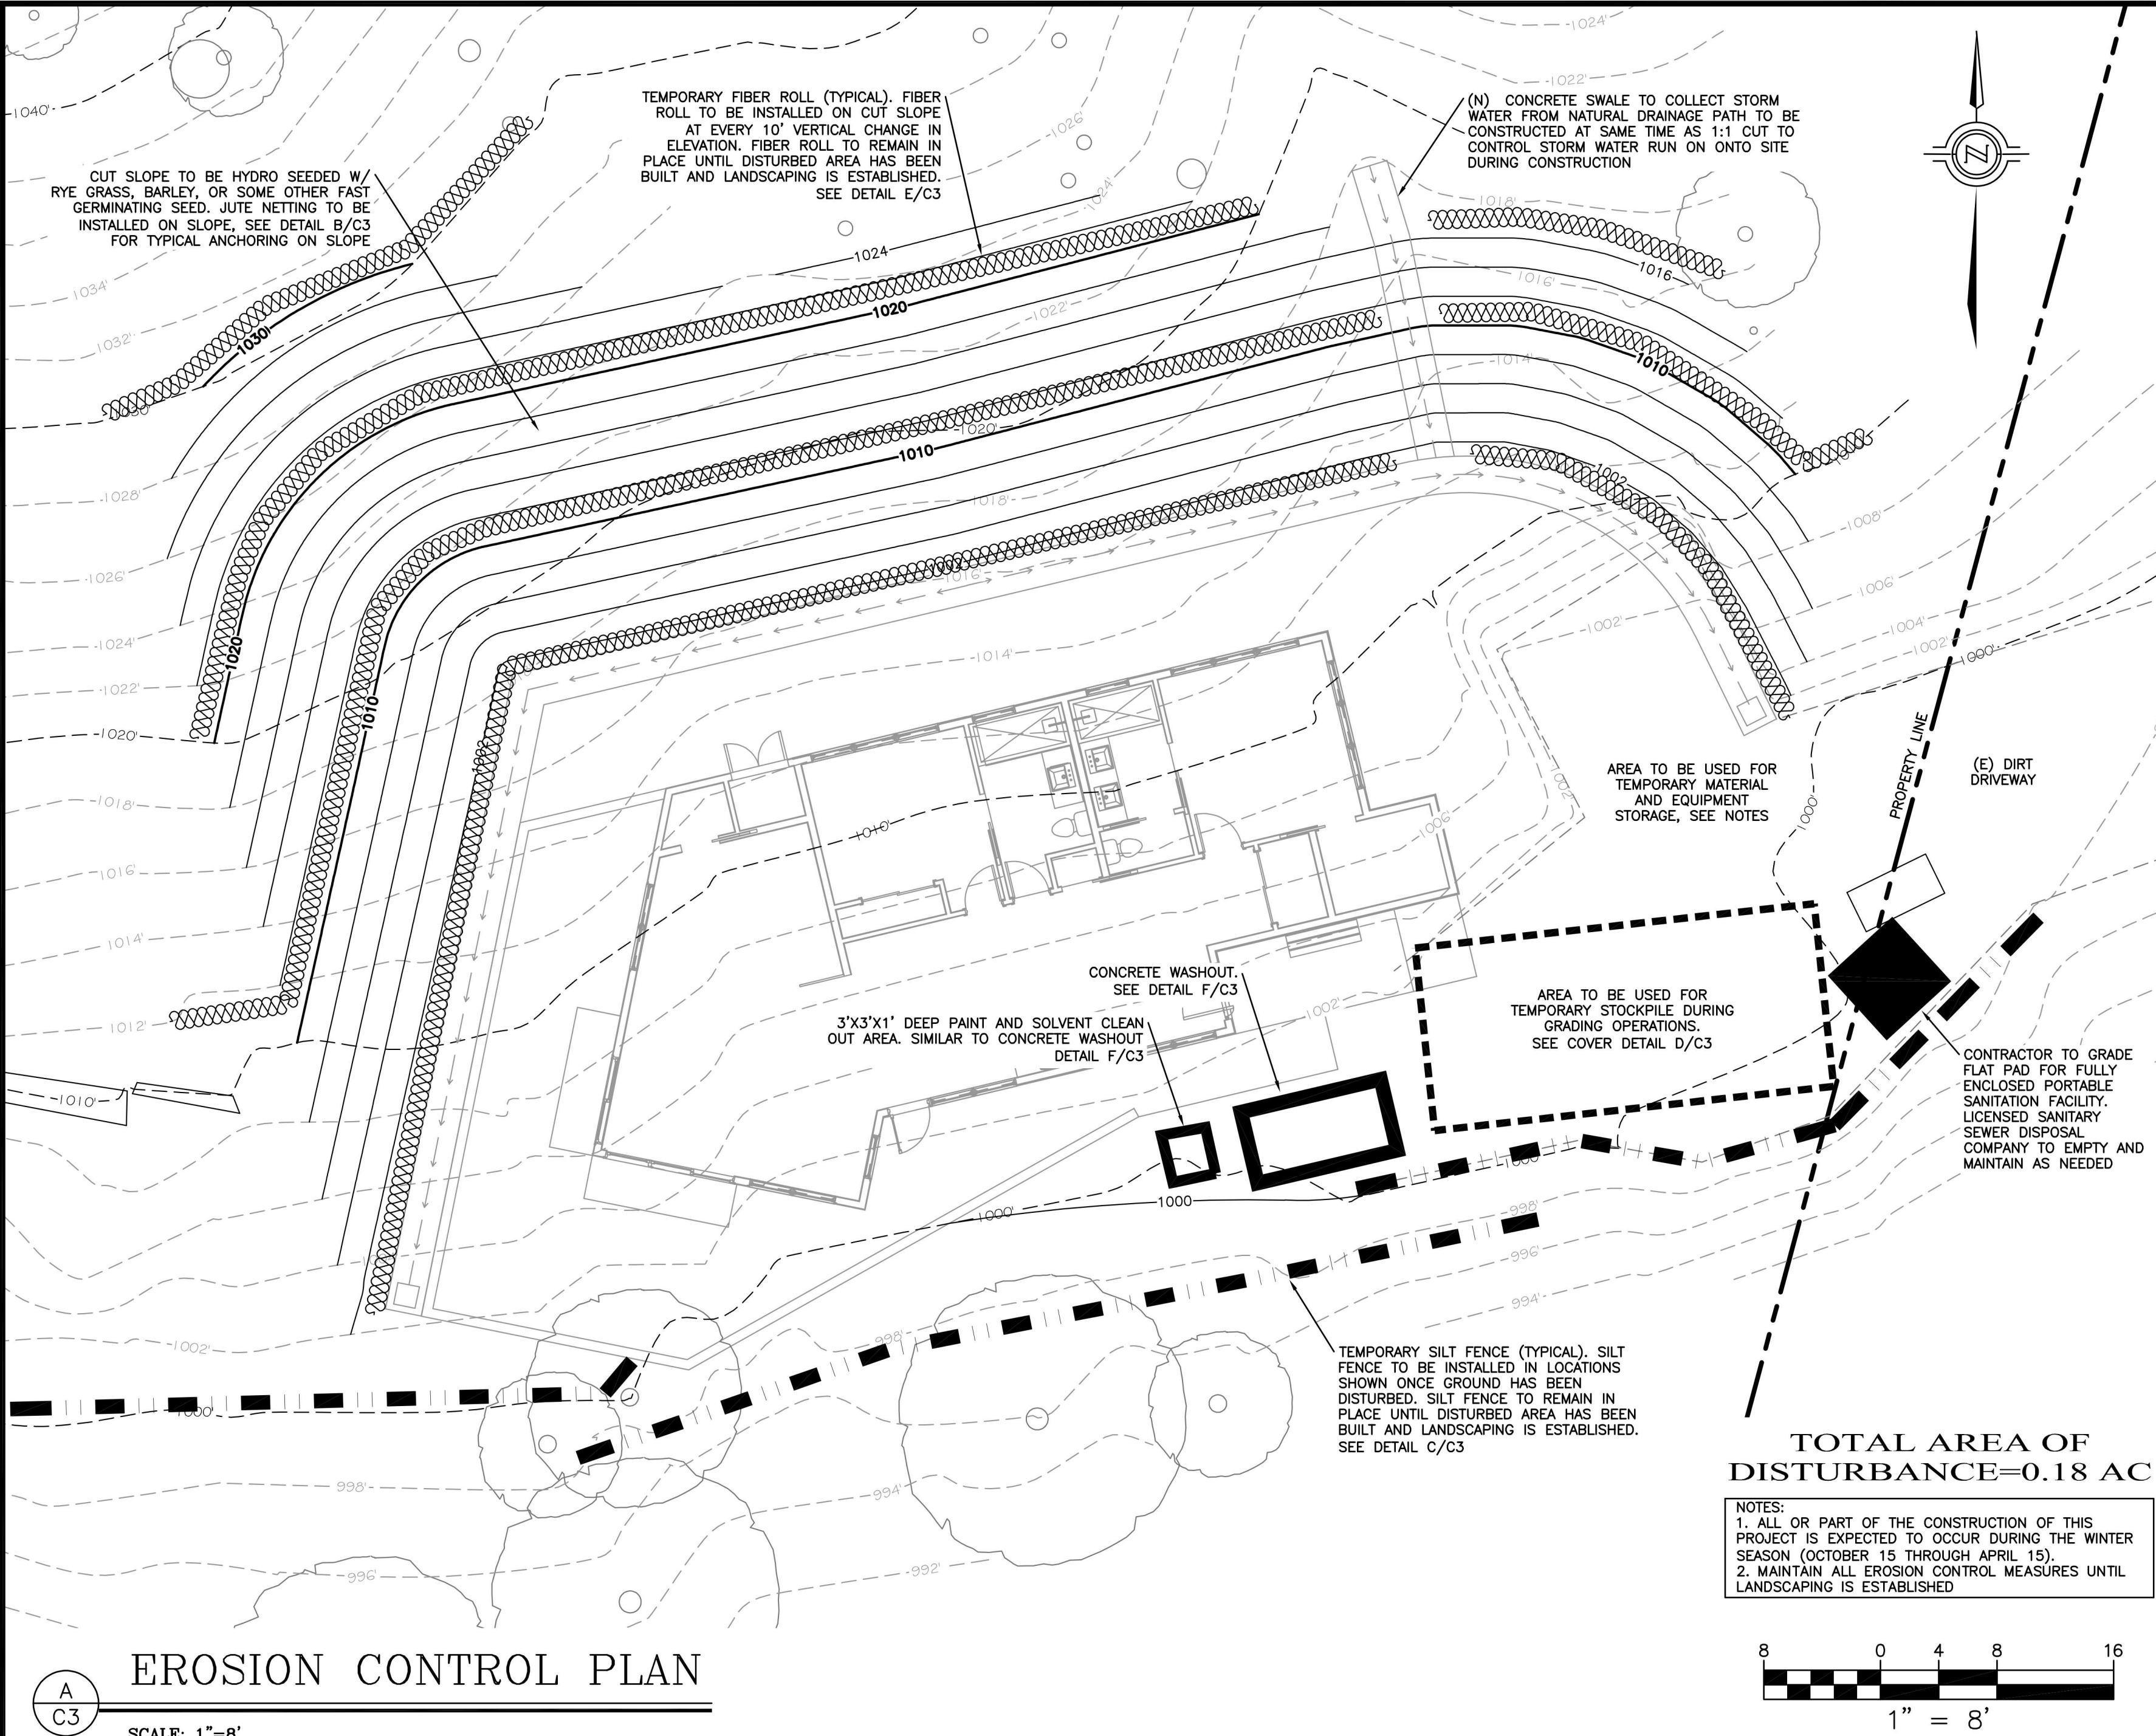 -1024'
-1022'
-1040'-
TEMPORARY FIBER ROLL (TYPICAL). FIBER
ROLL TO BE INSTALLED ON CUT SLOPE
AT EVERY 10' VERTICAL CHANGE IN
ELEVATION. FIBER ROLL TO REMAIN IN
PLACE UNTIL DISTURBED AREA HAS BEEN
BUILT AND LANDSCAPING IS ESTABLISHED.
SEE DETAIL E/C3
(N) CONCRETE SWALE TO COLLECT STORM
WATER FROM NATURAL DRAINAGE PATH TO BE
CONSTRUCTED AT SAME TIME AS 1:1 CUT TO
CONTROL STORM WATER RUN ON ONTO SITE
DURING CONSTRUCTION
N
CUT SLOPE TO BE HYDRO SEEDED W/
RYE GRASS, BARLEY, OR SOME OTHER FAST
GERMINATING SEED. JUTE NETTING TO BE
INSTALLED ON SLOPE, SEE DETAIL B/C3
FOR TYPICAL ANCHORING ON SLOPE
-1026'
-1024'
-1018'
1024
1016
-1016'
-1034'
-1032'
1030
1020
-1022'
-1014'
1010
1010
-1020'
-1018'
-1028'
-1008'
-1026'
1002
-1016'
-1006'
-1004'
-1002'
1000'
-1024'
1020
-1014'
-1002'
-1022'
1010
-1020'-
1002
PROPERTY LINE
(E) DIRT
DRIVEWAY
AREA TO BE USED FOR
TEMPORARY MATERIAL
AND EQUIPMENT
STORAGE, SEE NOTES
1002'
1000'
-1018'
-1010'
-1006'
-1016'
-1014'
CONCRETE WASHOUT.
SEE DETAIL F/C3
AREA TO BE USED FOR
TEMPORARY STOCKPILE DURING
GRADING OPERATIONS.
SEE COVER DETAIL D/C3
-1002'
3'X3'X1' DEEP PAINT AND SOLVENT CLEAN
OUT AREA. SIMILAR TO CONCRETE WASHOUT
DETAIL F/C3
-1012'
-1010'
CONTRACTOR TO GRADE
FLAT PAD FOR FULLY
ENCLOSED PORTABLE
SANITATION FACILITY.
LICENSED SANITARY
SEWER DISPOSAL
COMPANY TO EMPTY AND
MAINTAIN AS NEEDED
-1000'
1000
-1000'
-998'
-996'
-994'
-1002'
-998'
-1000'
TEMPORARY SILT FENCE (TYPICAL). SILT
FENCE TO BE INSTALLED IN LOCATIONS
SHOWN ONCE GROUND HAS BEEN
DISTURBED. SILT FENCE TO REMAIN IN
PLACE UNTIL DISTURBED AREA HAS BEEN
BUILT AND LANDSCAPING IS ESTABLISHED.
SEE DETAIL C/C3
998'
-994'
-996'
-992'
TOTAL AREA OF
DISTURBANCE=0.18 AC
NOTES:
1. ALL OR PART OF THE CONSTRUCTION OF THIS
PROJECT IS EXPECTED TO OCCUR DURING THE WINTER
SEASON (OCTOBER 15 THROUGH APRIL 15).
2. MAINTAIN ALL EROSION CONTROL MEASURES UNTIL
LANDSCAPING IS ESTABLISHED
8 0 4 8 16
1" = 8'
A
C3
EROSION CONTROL PLAN
SCALE: 1"=8'